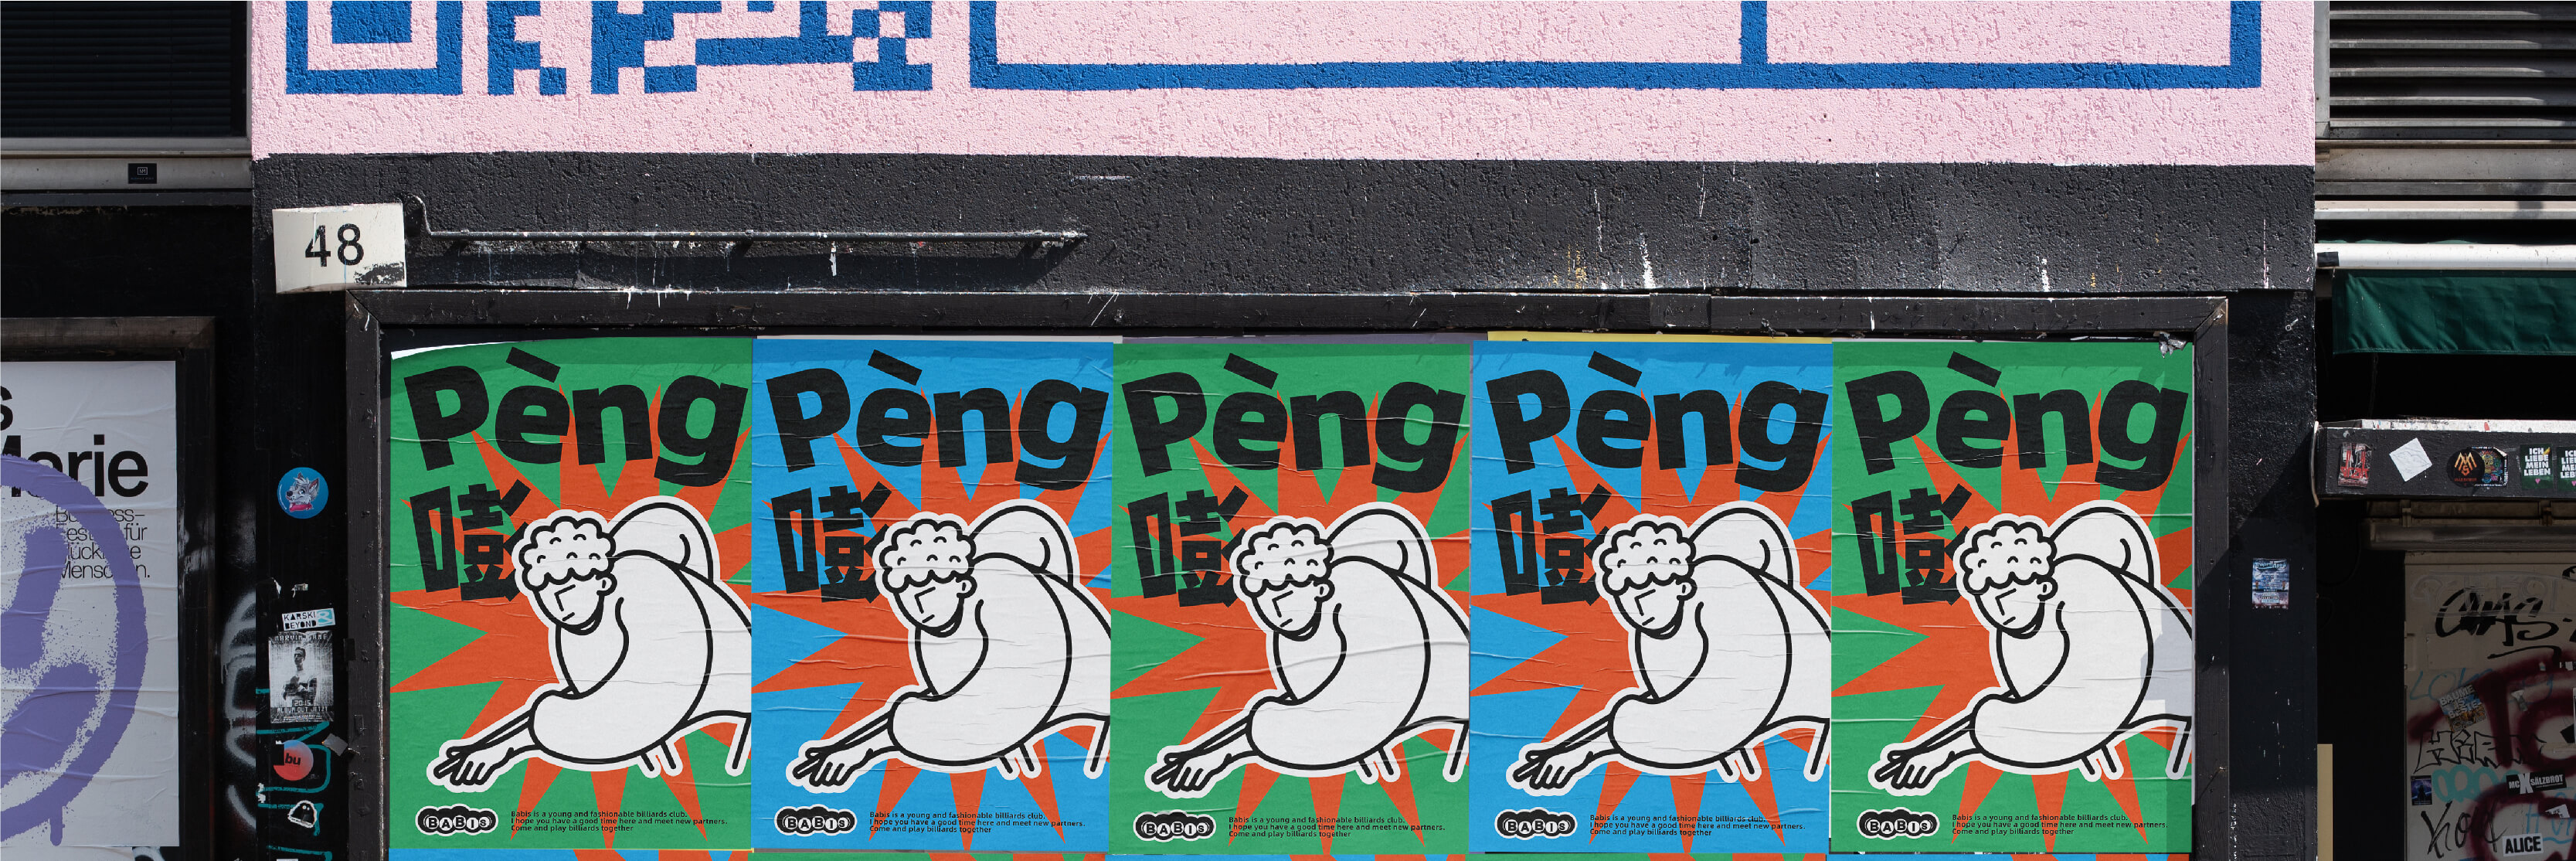 48
s
Marie
Mensch
KARSKI
BEYOND
bu
Pèng
嘭
BABIS
Babis is a young and fashionable billiards club.
I hope you have a good time here and meet new partners.
Come and play billiards together
Pèng
嘭
BABIS
Babis is a young and fashionable billiards club.
I hope you have a good time here and meet new partners.
Come and play billiards together
Pèng
嘭
BABIS
Babis is a young and fashionable billiards club.
I hope you have a good time here and meet new partners.
Come and play billiards together
Pèng
嘭
BABIS
Babis is a young and fashionable billiards club.
I hope you have a good time here and meet new partners.
Come and play billiards together
Pèng
嘭
BABIS
Babis is a young and fashionable billiards club.
I hope you have a good time here and meet new partners.
Come and play billiards together
ICH
LIEBE
MEIN
LEBEN
ALICE